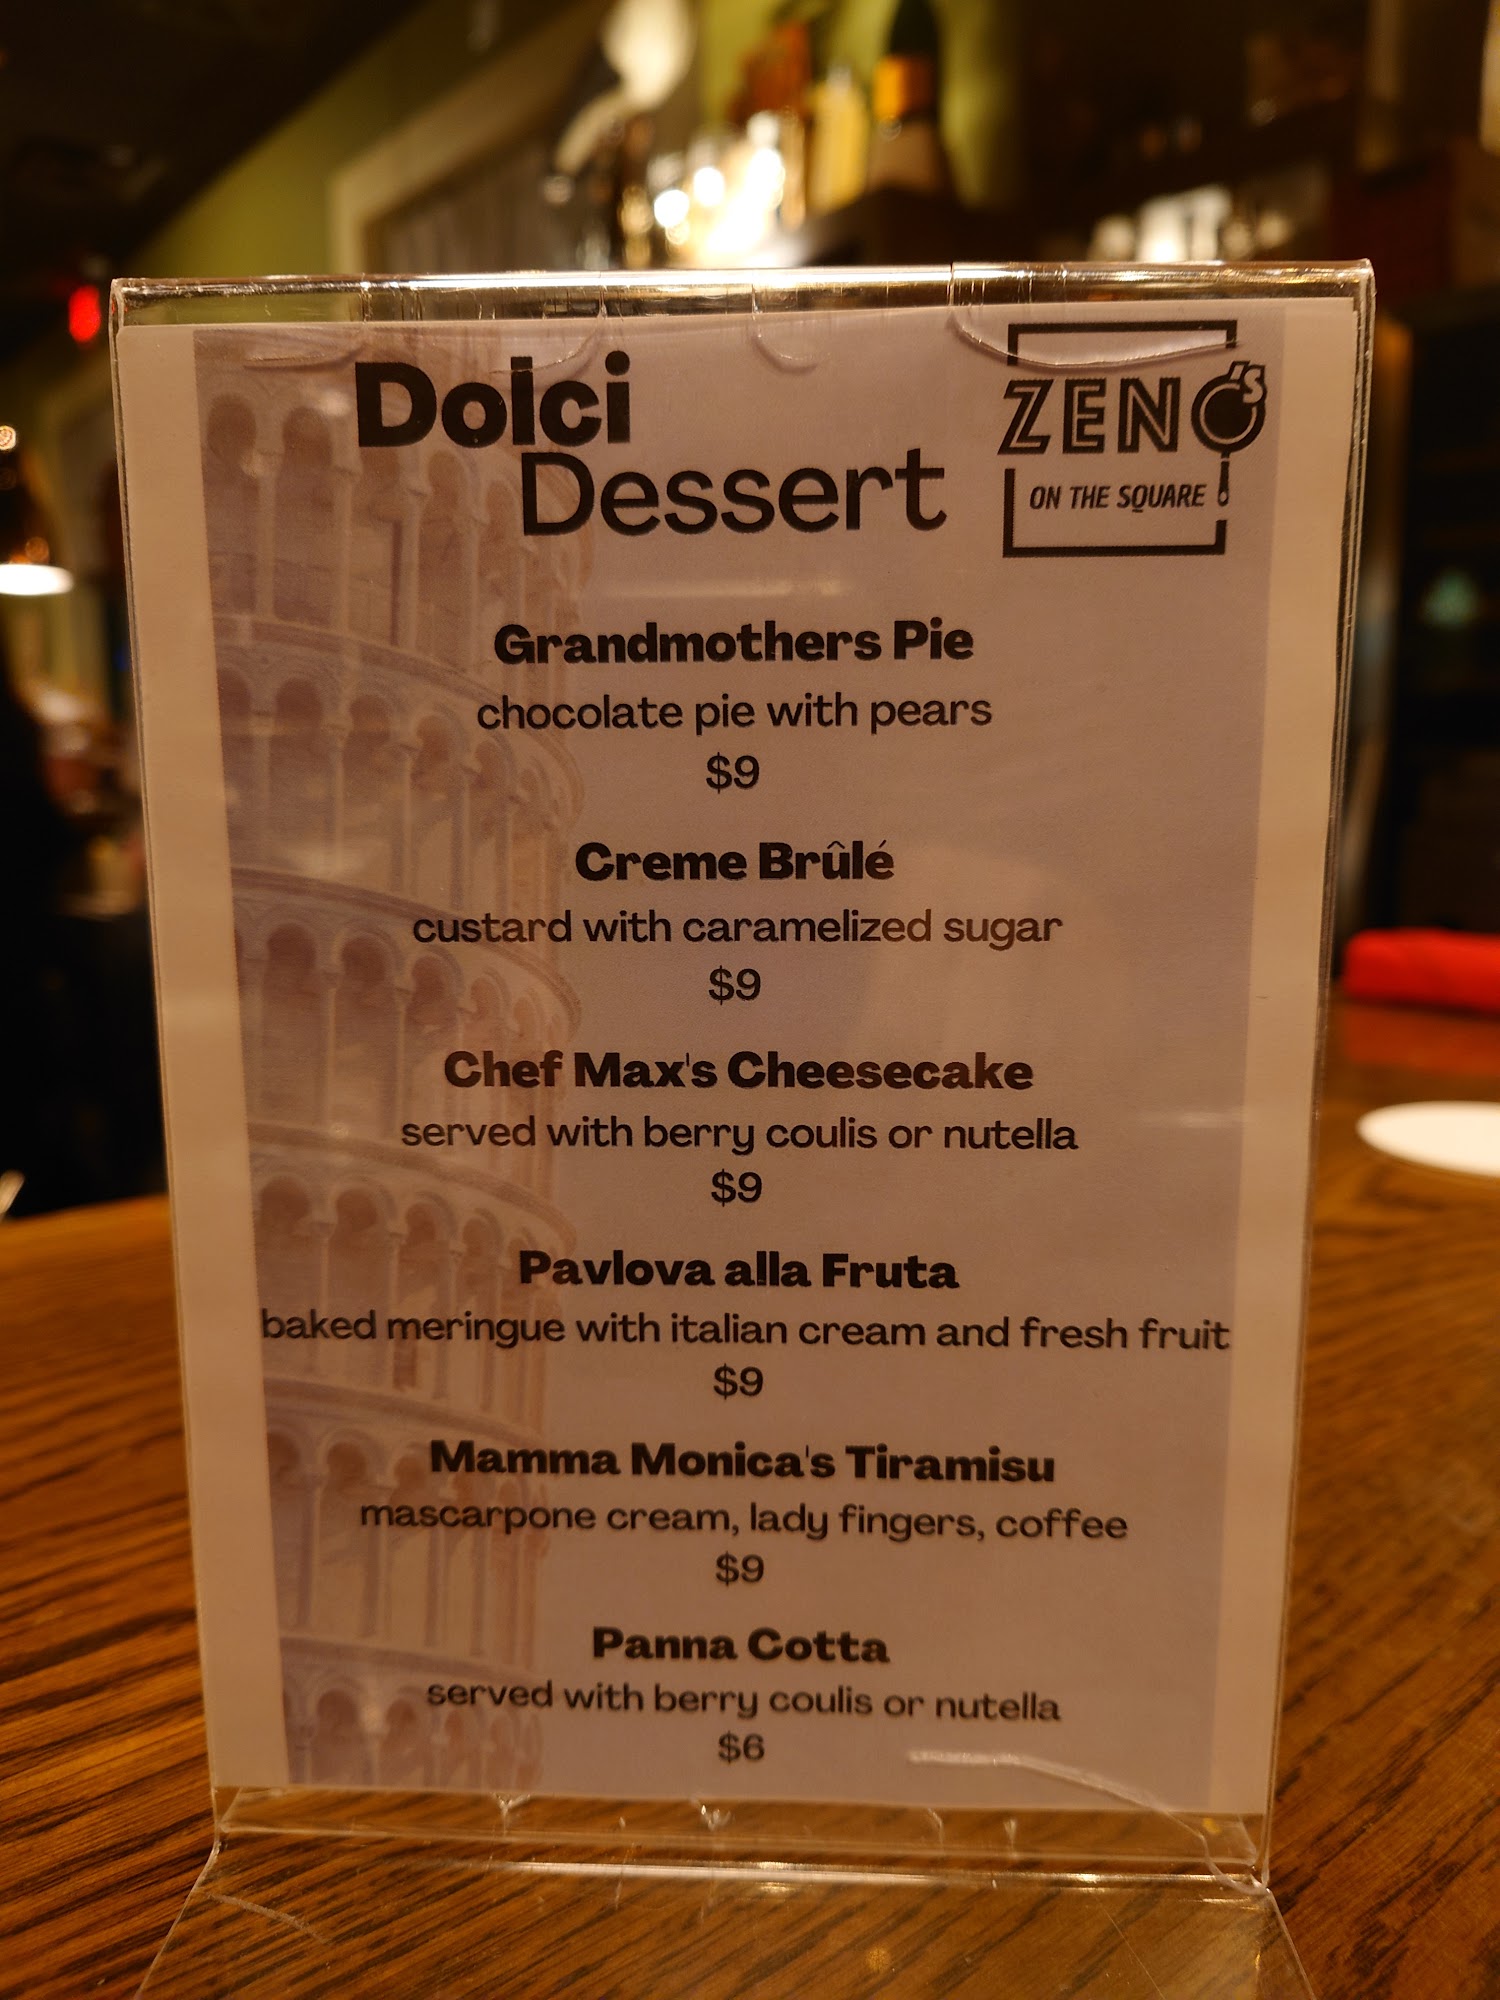 Dolci
Dessert
ZENO'S
ON THE SQUARE
Grandmothers Pie
chocolate pie with pears
$9
Creme Brûlé
custard with caramelized sugar
$9
Chef Max's Cheesecake
served with berry coulis or nutella
$9
Pavlova alla Fruta
baked meringue with italian cream and fresh fruit
$9
Mamma Monica's Tiramisu
mascarpone cream, lady fingers, coffee
$9
Panna Cotta
served with berry coulis or nutella
$6